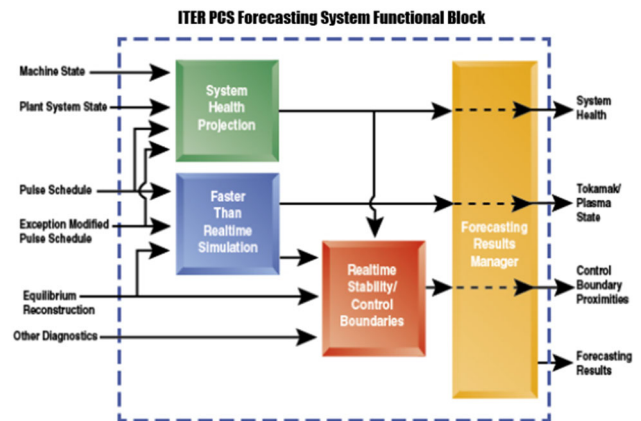 ITER PCS Forecasting System Functional Block
Machine State
Plant System State
Pulse Schedule
Exception Modified
Pulse Schedule
Equilibrium
Reconstruction
Other Diagnostics
System
Health
Projection
Faster
Than
Realtime
Simulation
Realtime
Stability/
Control
Boundaries
Forecasting
Results
Manager
System
Health
Tokamak/
Plasma
State
Control
Boundary
Proximities
Forecasting
Results